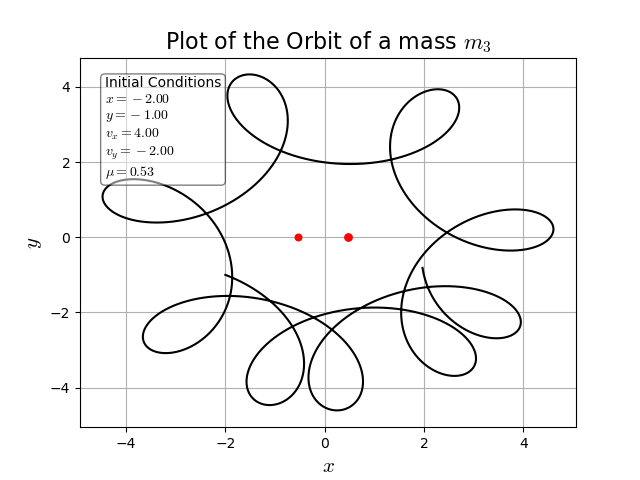 Plot of the Orbit of a mass m₃
Initial Conditions
x = −2.00
y = −1.00
vₓ = 4.00
v_y = −2.00
μ = 0.53
4
2
0
−2
−4
y
−4
−2
0
2
4
x